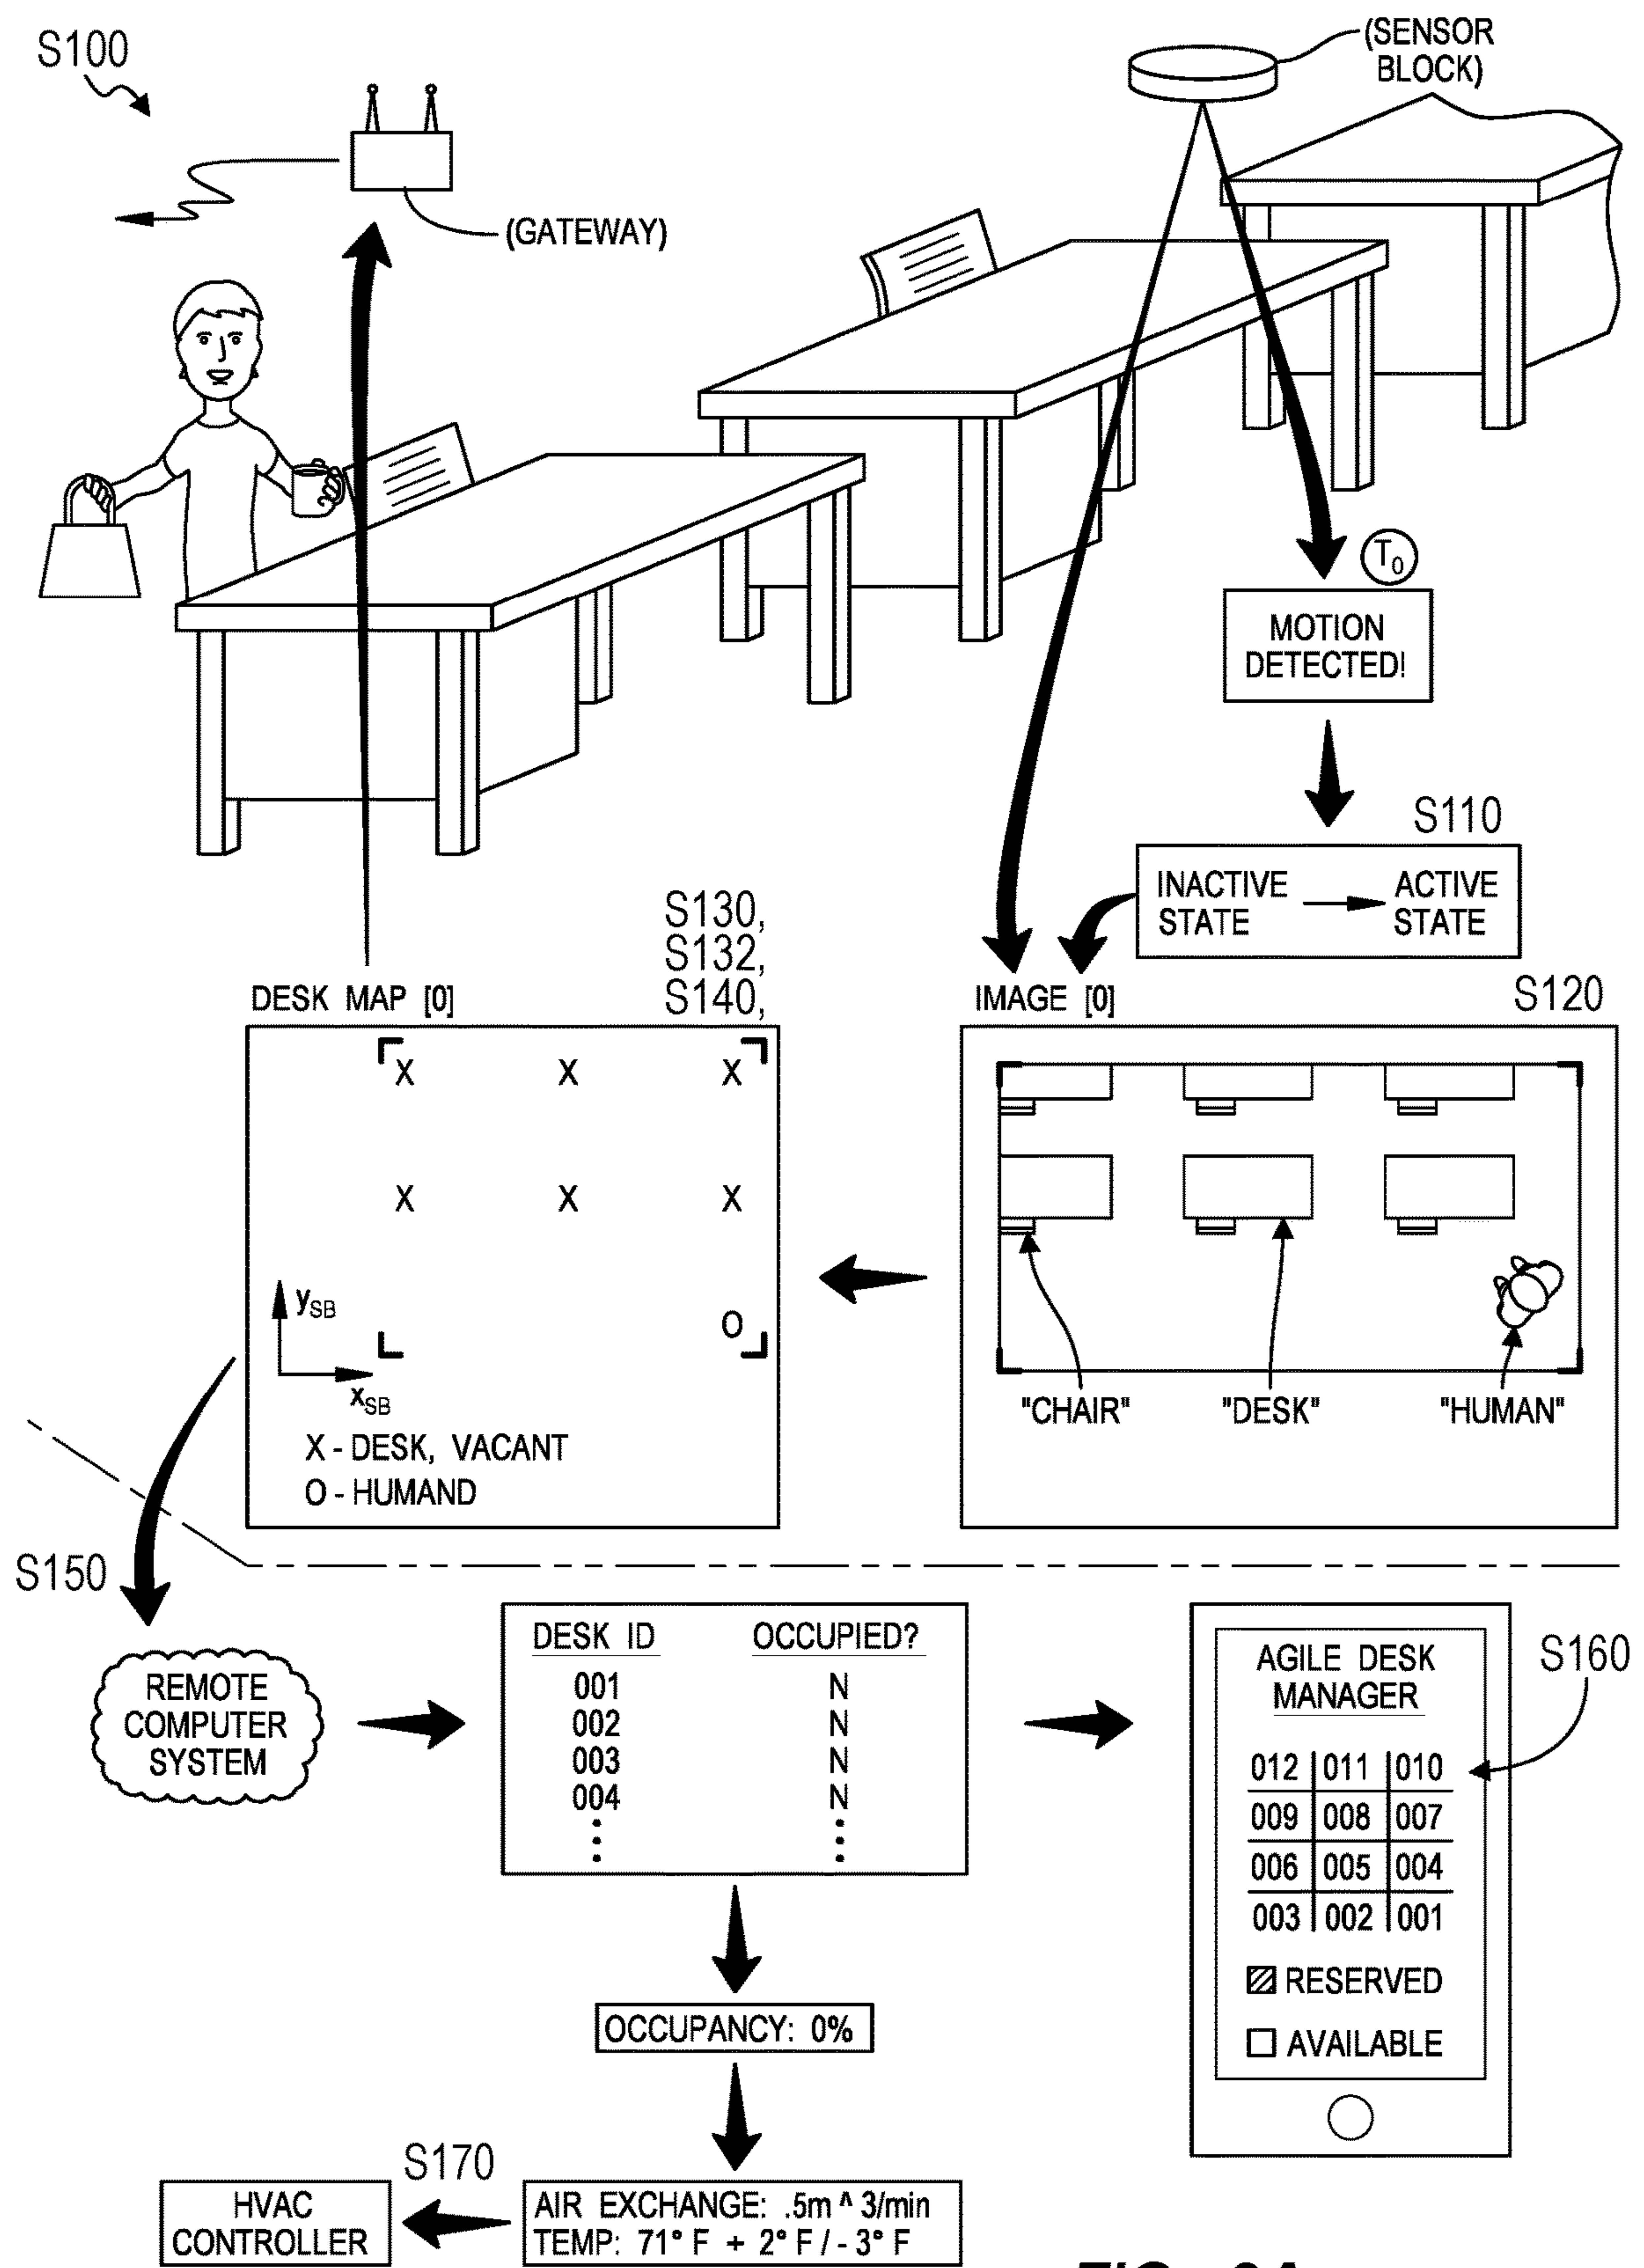 S100
(SENSOR
BLOCK)
(GATEWAY)
T0
MOTION
DETECTED!
S110
INACTIVE
STATE
ACTIVE
STATE
S130,
S132,
S140,
DESK MAP [0]
IMAGE [0]
S120
X X X
X X X
O
ySB
xSB
X - DESK, VACANT
O - HUMAND
"CHAIR"
"DESK"
"HUMAN"
S150
REMOTE
COMPUTER
SYSTEM
DESK ID OCCUPIED?
001 N
002 N
003 N
004 N
AGILE DESK
MANAGER
S160
012 011 010
009 008 007
006 005 004
003 002 001
RESERVED
AVAILABLE
OCCUPANCY: 0%
S170
HVAC
CONTROLLER
AIR EXCHANGE: .5m ^ 3/min
TEMP: 71° F + 2° F / - 3° F